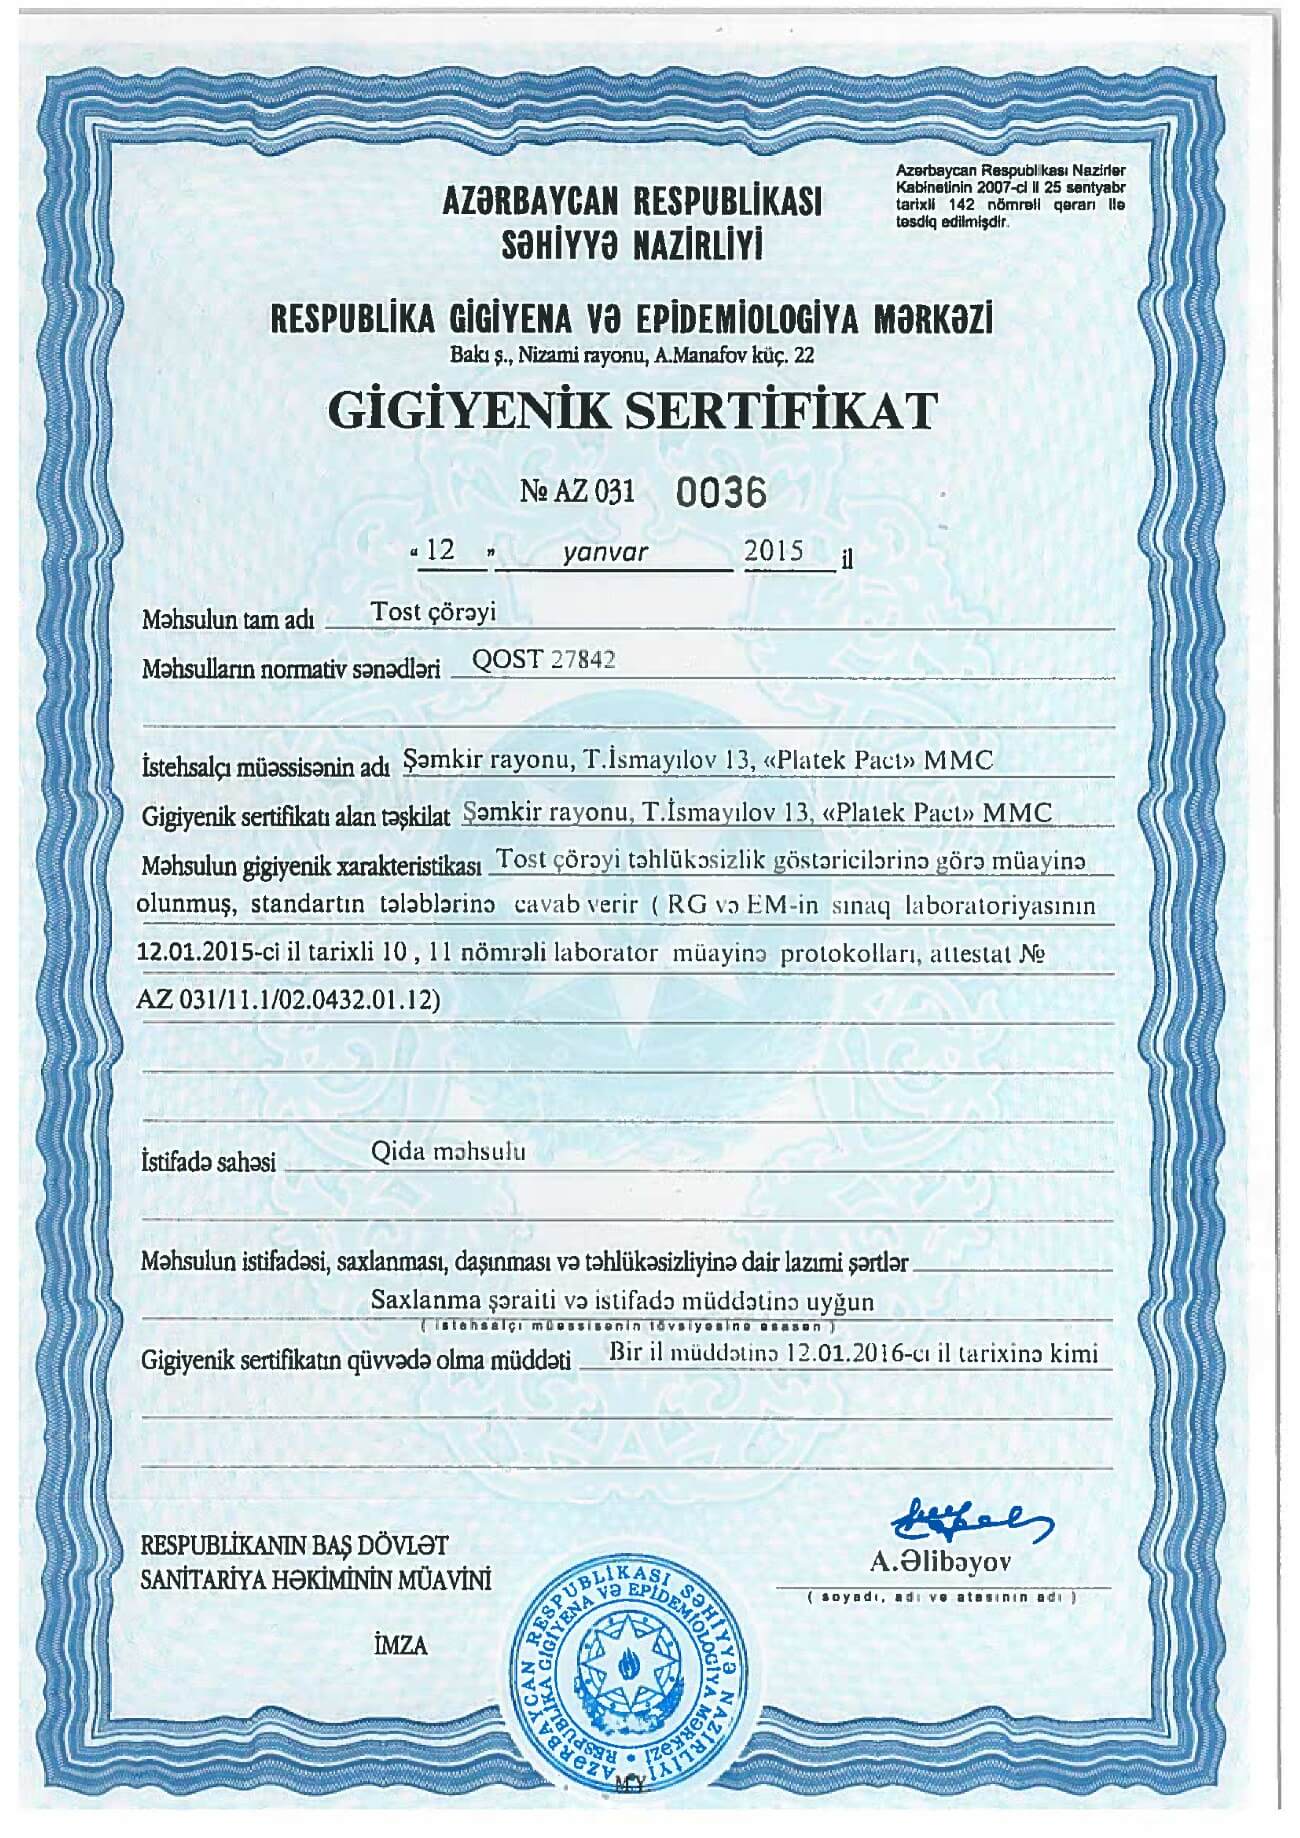 Azərbaycan Respublikası Nazirlər
Kabinetinin 2007-ci il 25 sentyabr
tarixli 142 nömrəli qərarı ilə
təsdiq edilmişdir.
AZƏRBAYCAN RESPUBLİKASI
SƏHİYYƏ NAZİRLİYİ
RESPUBLİKA GİGİYENA VƏ EPİDEMİOLOGİYA MƏRKƏZİ
Bakı ş., Nizami rayonu, A.Manafov küç. 22
GİGİYENİK SERTİFİKAT
№ AZ 031 0036
“ 12 ” yanvar 2015 il
Məhsulun tam adı Tost çörəyi
Məhsulların normativ sənədləri QOST 27842
İstehsalçı müəssisənin adı Şəmkir rayonu, T.İsmayılov 13, «Platek Pact» MMC
Gigiyenik sertifikatı alan təşkilat Şəmkir rayonu, T.İsmayılov 13, «Platek Pact» MMC
Məhsulun gigiyenik xarakteristikası Tost çörəyi təhlükəsizlik göstəricilərinə görə müayinə
olunmuş, standartın tələblərinə cavab verir ( RG və EM-in sınaq laboratoriyasının
12.01.2015-ci il tarixli 10 , 11 nömrəli laborator müayinə protokolları, attestat №
AZ 031/11.1/02.0432.01.12)
İstifadə sahəsi Qida məhsulu
Məhsulun istifadəsi, saxlanması, daşınması və təhlükəsizliyinə dair lazımi şərtlər
Saxlanma şəraiti və istifadə müddətinə uyğun
( istehsalçı müəssisənin tövsiyəsinə əsasən )
Gigiyenik sertifikatın qüvvədə olma müddəti Bir il müddətinə 12.01.2016-cı il tarixinə kimi
RESPUBLİKANIN BAŞ DÖVLƏT
SANİTARİYA HƏKİMİNİN MÜAVİNİ
A.Əlibəyov
( soyadı, adı və atasının adı )
İMZA
AZƏRBAYCAN RESPUBLİKASI SƏHİYYƏ NAZİRLİYİ
RESPUBLİKA GİGİYENA VƏ EPİDEMİOLOGİYA MƏRKƏZİ
M.Y.